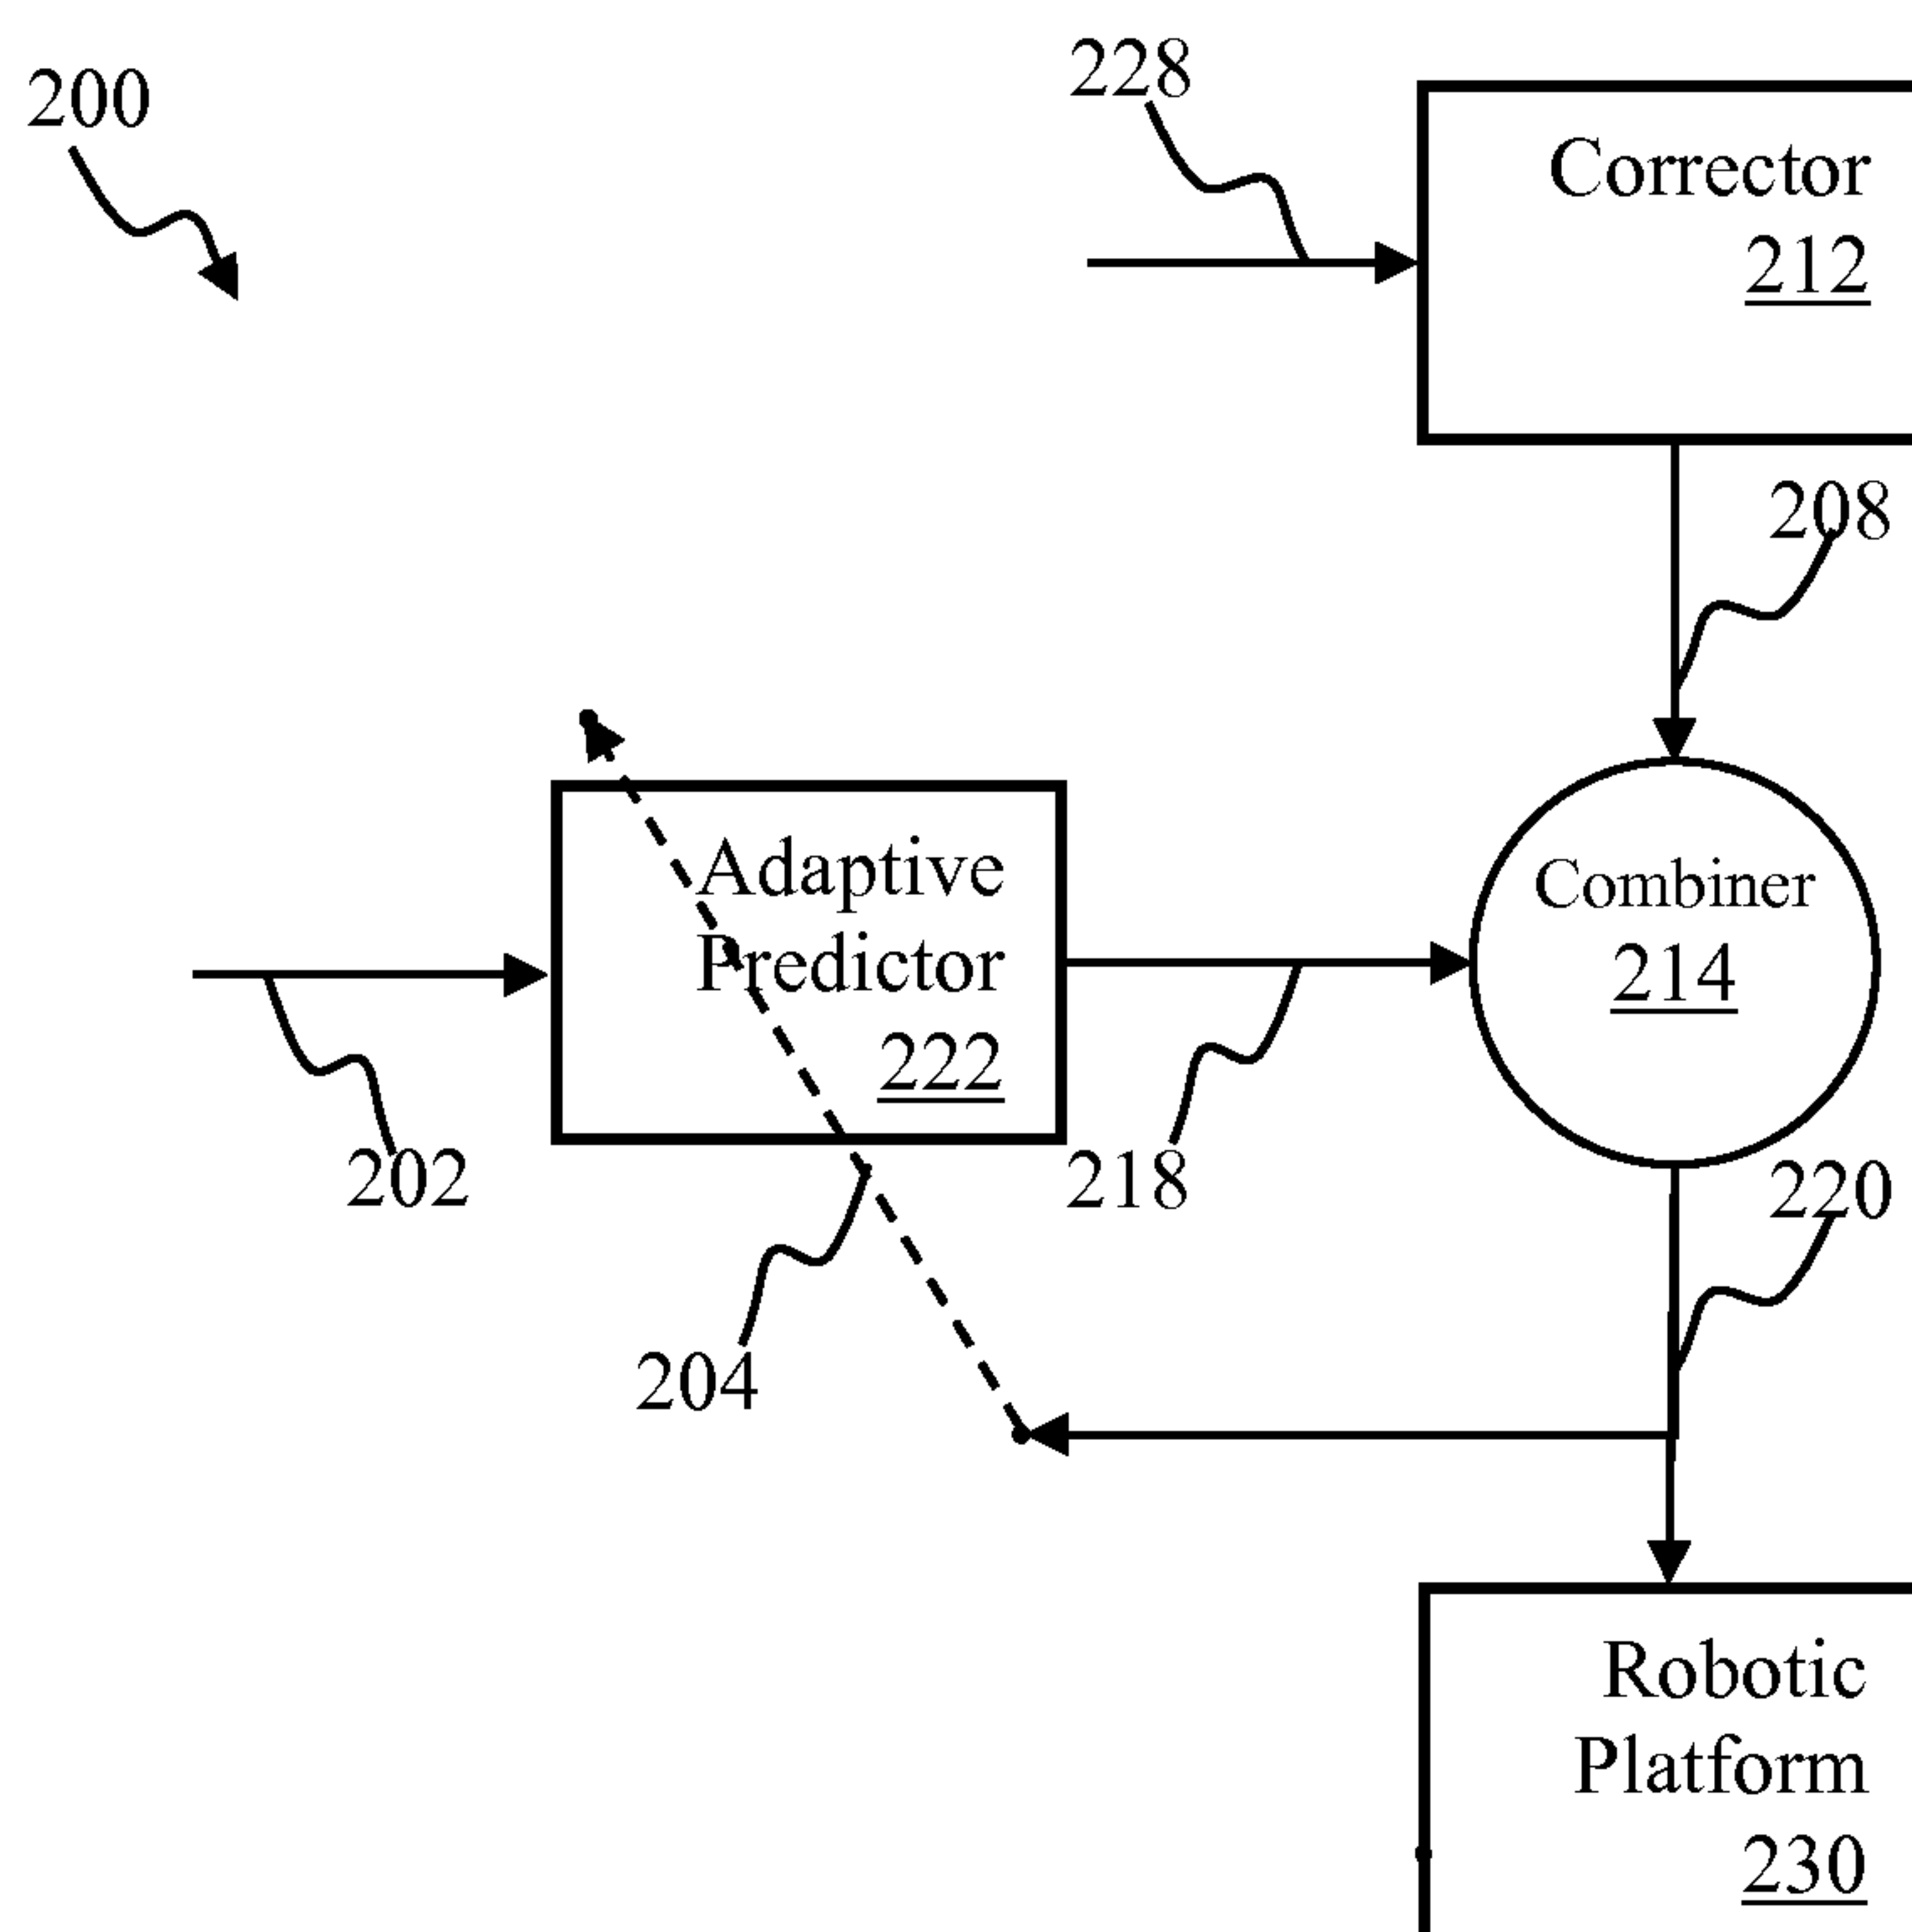 200
228
Corrector
212
208
Adaptive
Predictor
222
Combiner
214
202
218
220
204
Robotic
Platform
230